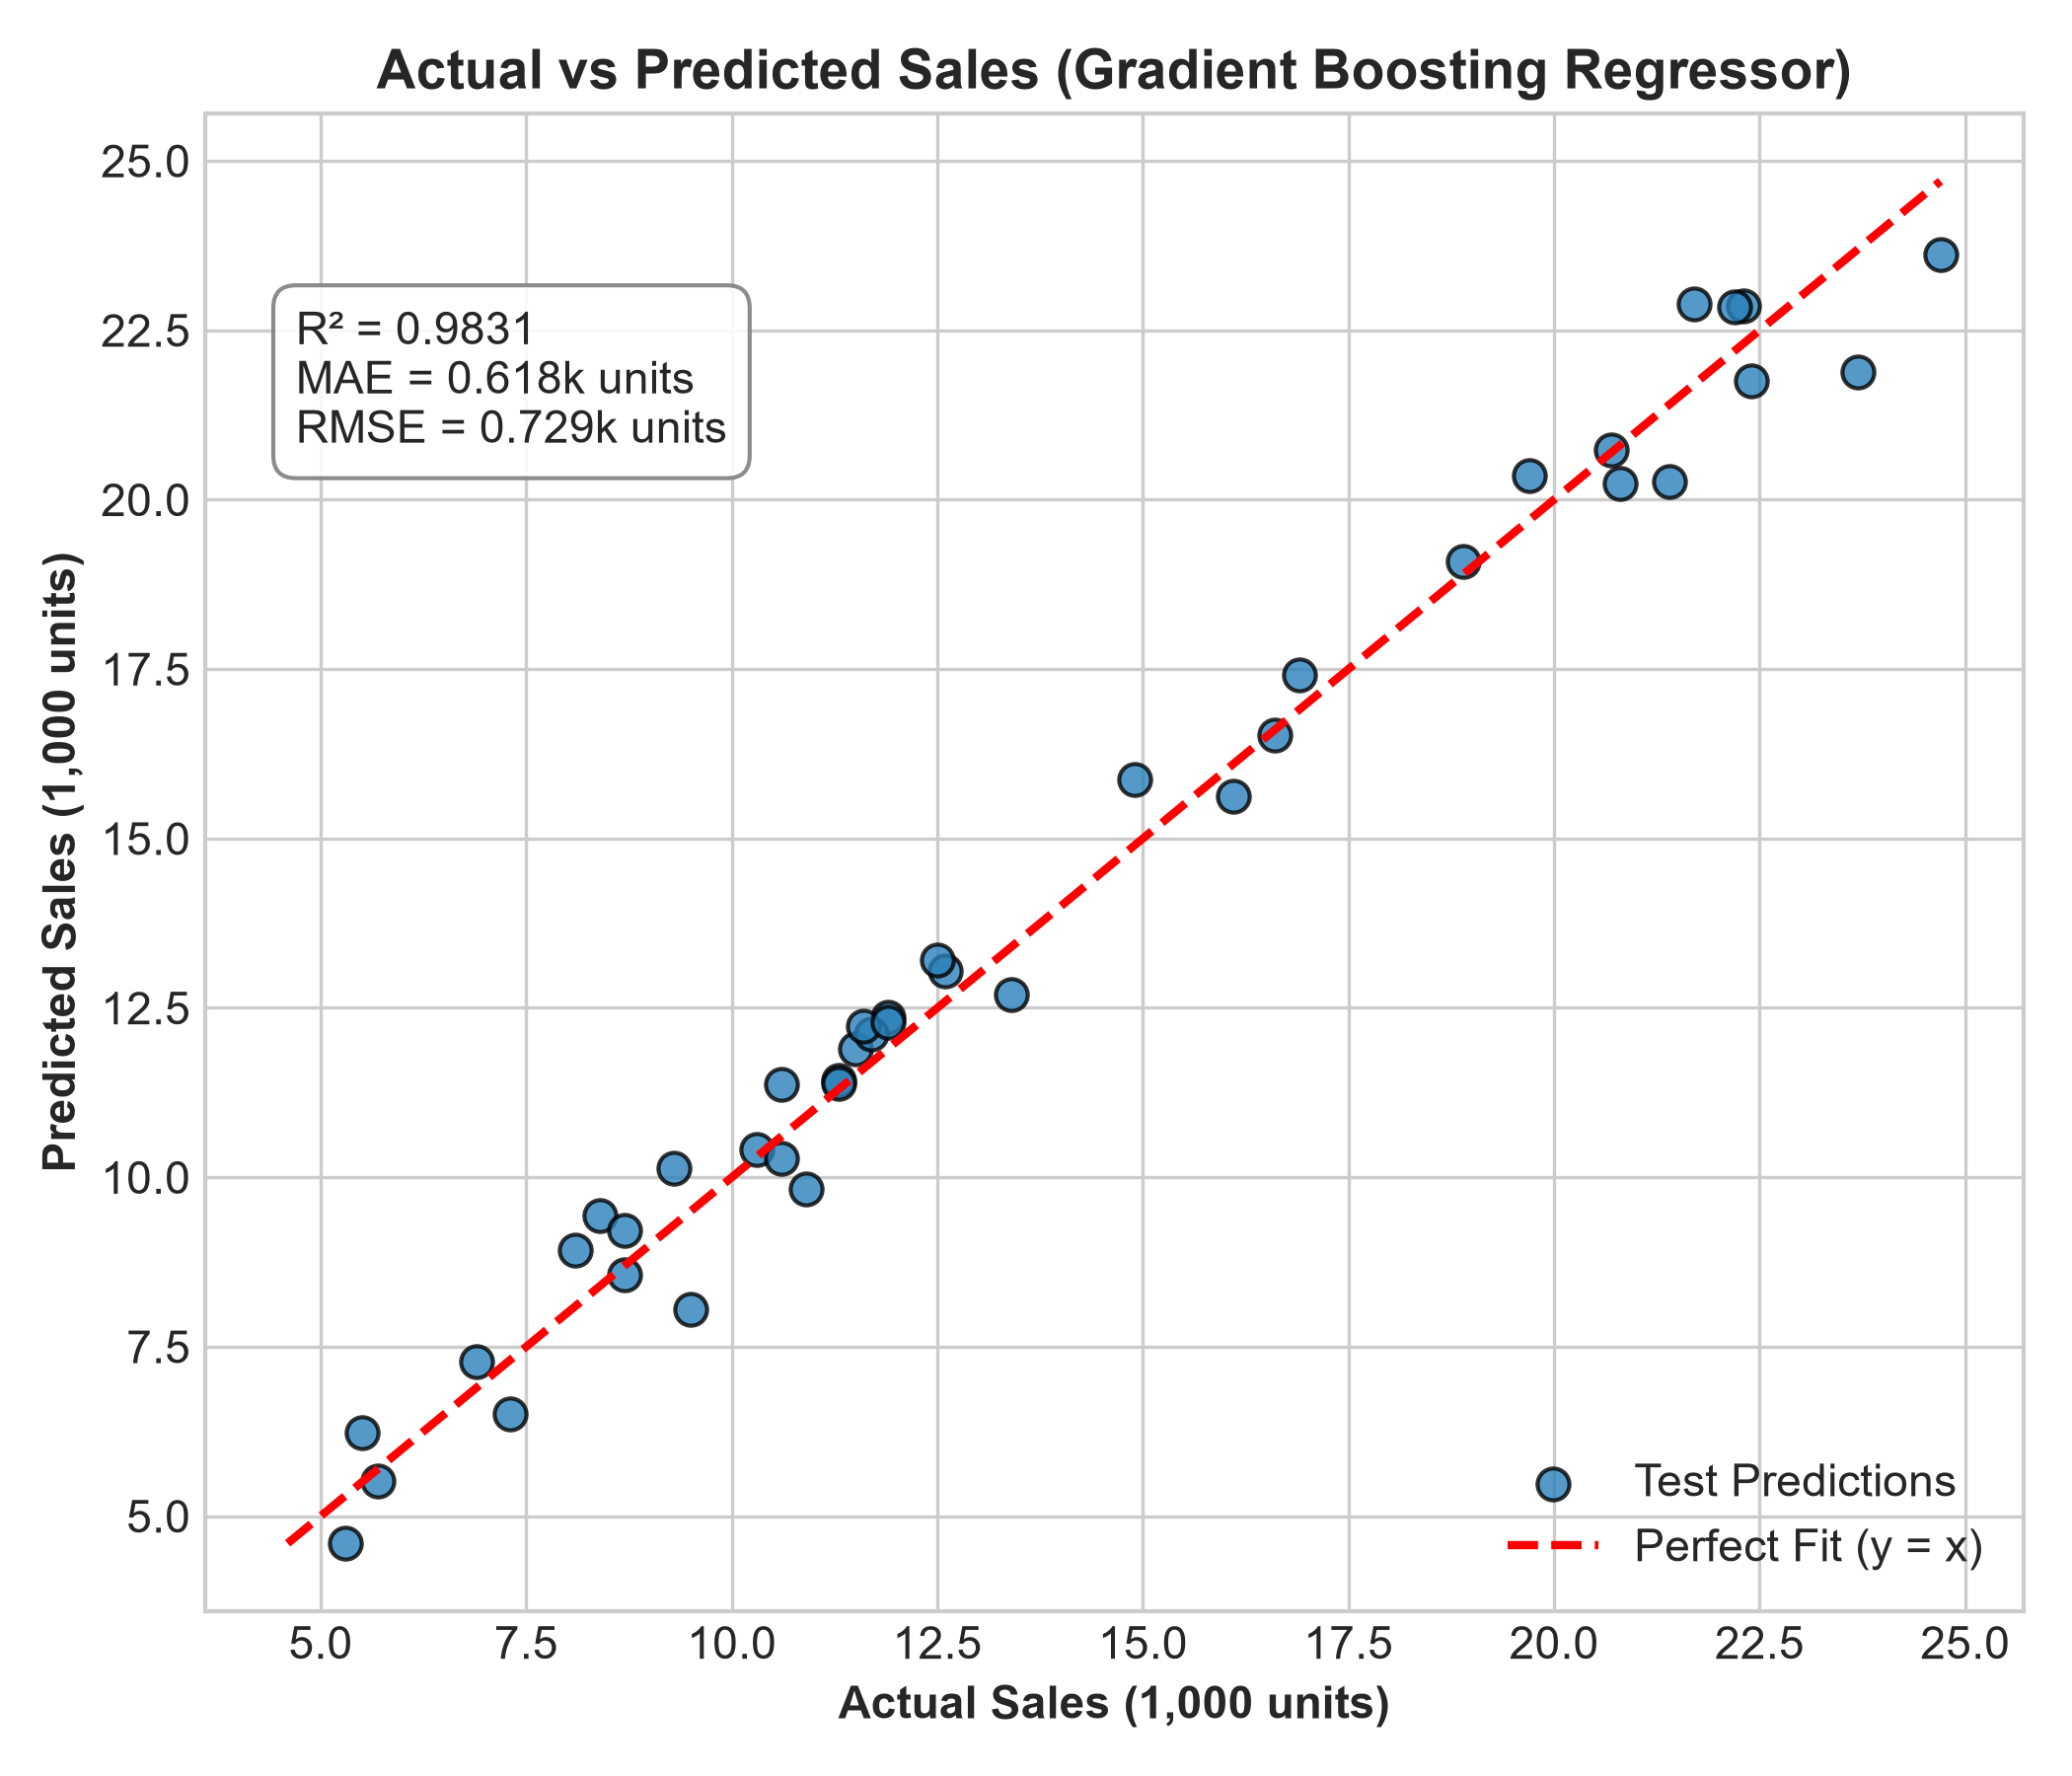 Actual vs Predicted Sales (Gradient Boosting Regressor)
25.0
22.5
20.0
17.5
15.0
12.5
10.0
7.5
5.0
Predicted Sales (1,000 units)
R² = 0.9831
MAE = 0.618k units
RMSE = 0.729k units
Test Predictions
Perfect Fit (y = x)
5.0 7.5 10.0 12.5 15.0 17.5 20.0 22.5 25.0
Actual Sales (1,000 units)